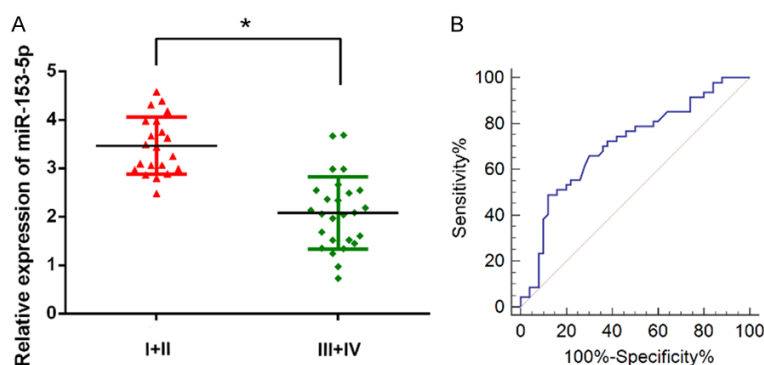 A
*
Relative expression of miR-153-5p
5
4
3
2
1
0
I+II
III+IV
B
Sensitivity%
100
80
60
40
20
0
0 20 40 60 80 100
100%-Specificity%